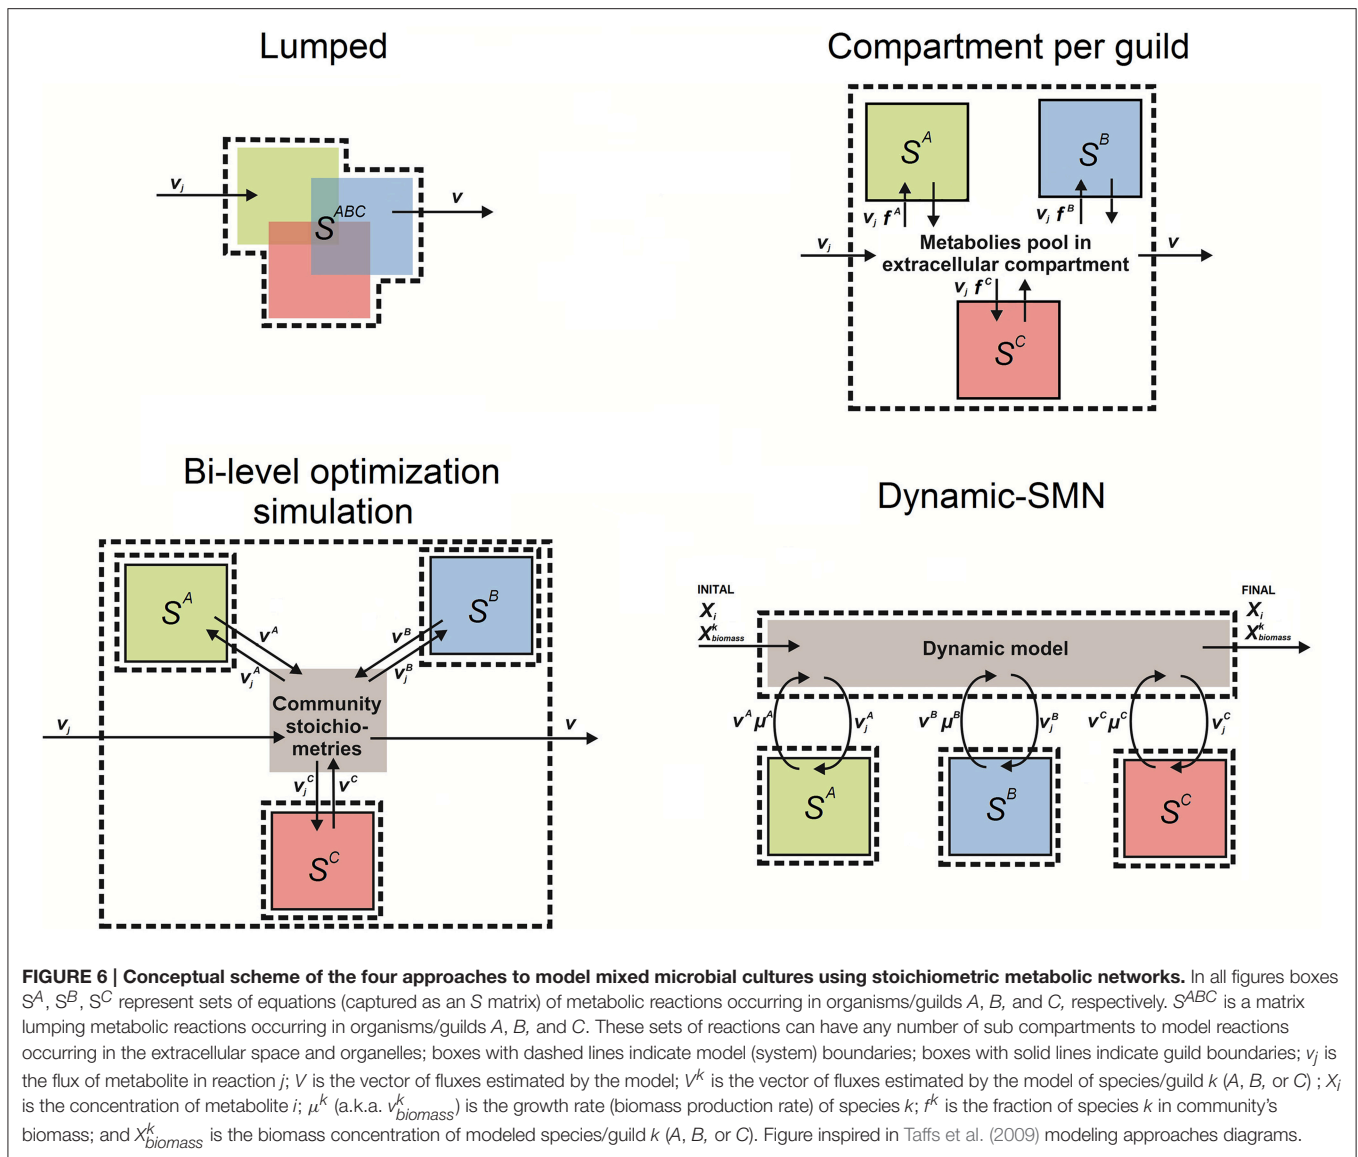 Lumped
v_j
S^ABC
v
Compartment per guild
S^A
S^B
v_j f^A
v_j f^B
v_j
Metabolies pool in
extracellular compartment
v
v_j f^C
S^C
Bi-level optimization
simulation
S^A
S^B
v^A
v^B
v_j^A
v_j^B
v_j
Community
stoichio-
metries
v
v_j^C
v^C
S^C
Dynamic-SMN
INITAL
X_i
X^k_biomass
Dynamic model
FINAL
X_i
X^k_biomass
v^A μ^A
v_j^A
v^B μ^B
v_j^B
v^C μ^C
v_j^C
S^A
S^B
S^C
FIGURE 6 | Conceptual scheme of the four approaches to model mixed microbial cultures using stoichiometric metabolic networks. In all figures boxes
S^A, S^B, S^C represent sets of equations (captured as an S matrix) of metabolic reactions occurring in organisms/guilds A, B, and C, respectively. S^ABC is a matrix
lumping metabolic reactions occurring in organisms/guilds A, B, and C. These sets of reactions can have any number of sub compartments to model reactions
occurring in the extracellular space and organelles; boxes with dashed lines indicate model (system) boundaries; boxes with solid lines indicate guild boundaries; v_j is
the flux of metabolite in reaction j; V is the vector of fluxes estimated by the model; V^k is the vector of fluxes estimated by the model of species/guild k (A, B, or C) ; X_i
is the concentration of metabolite i; μ^k (a.k.a. v^k_biomass) is the growth rate (biomass production rate) of species k; f^k is the fraction of species k in community's
biomass; and X^k_biomass is the biomass concentration of modeled species/guild k (A, B, or C). Figure inspired in Taffs et al. (2009) modeling approaches diagrams.